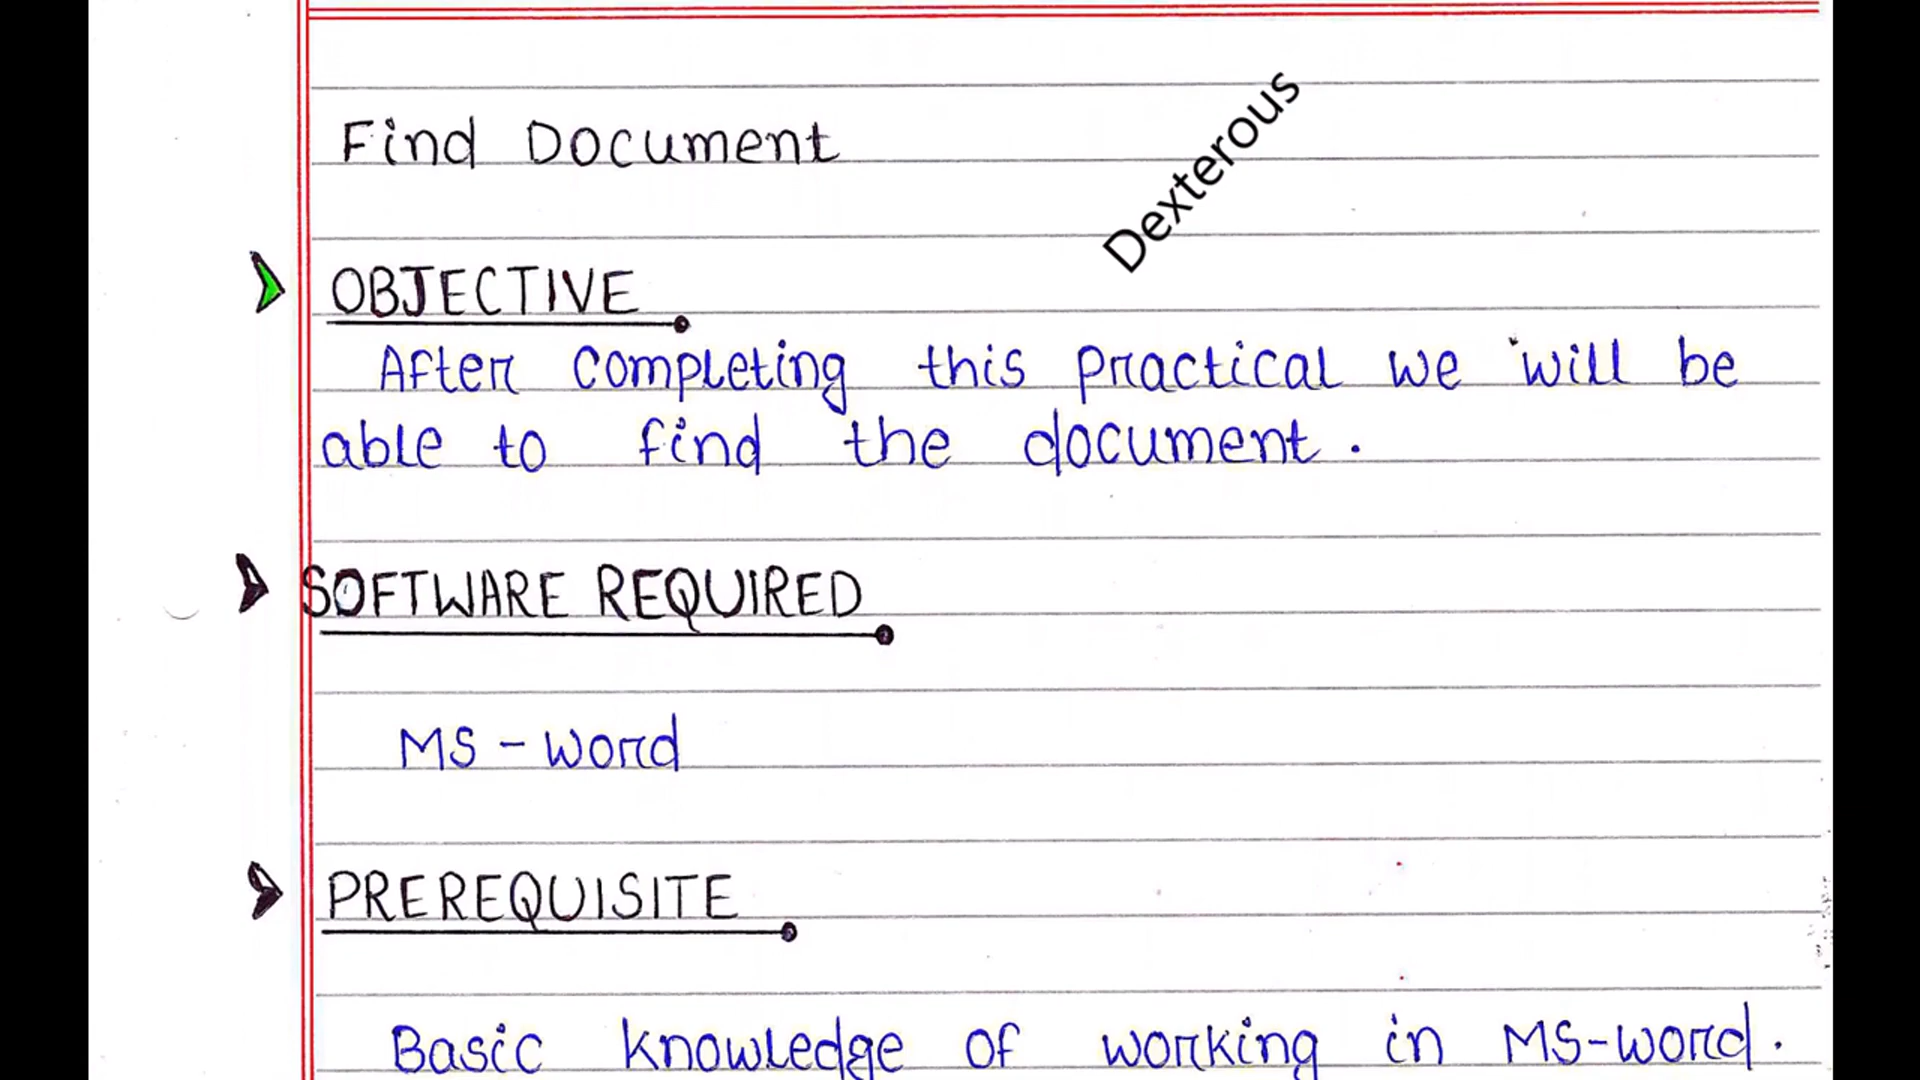 Find Document
Dexterous
OBJECTIVE
After completing this practical we will be
able to find the document.
SOFTWARE REQUIRED
MS - word
PREREQUISITE
Basic knowledge of working in MS-word.